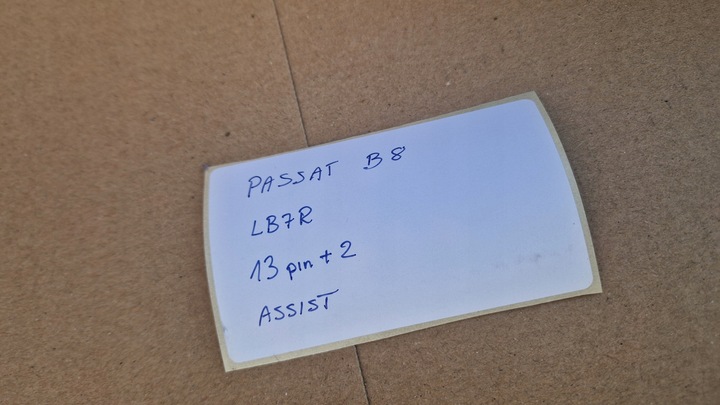 PASSAT B8
LB7R
13 pin + 2
ASSIST